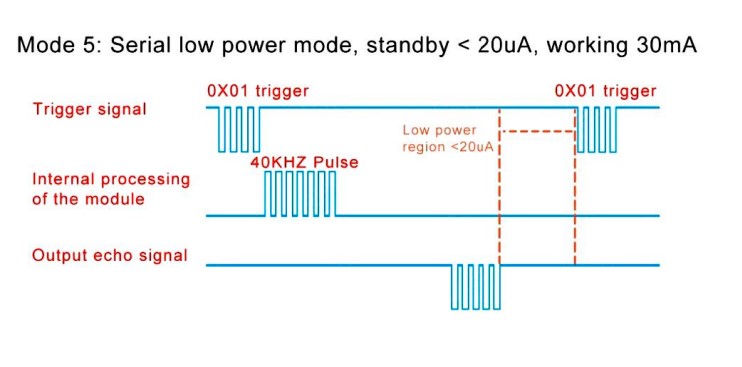 Mode 5: Serial low power mode, standby < 20uA, working 30mA
0X01 trigger
0X01 trigger
Trigger signal
Low power
region <20uA
40KHZ Pulse
Internal processing
of the module
Output echo signal